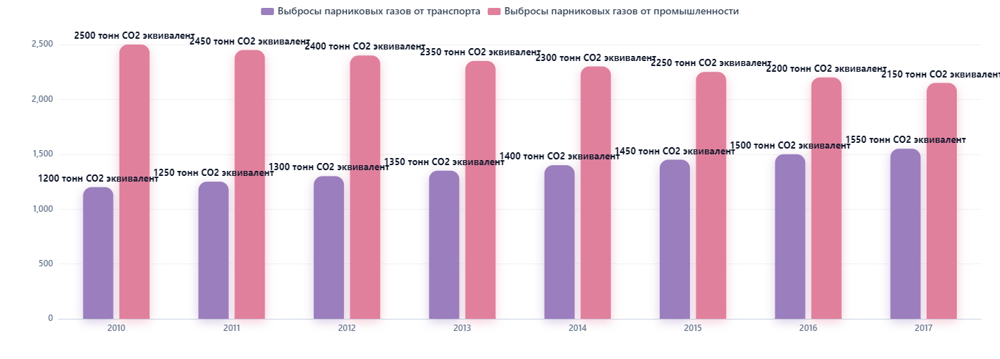 Выбросы парниковых газов от транспорта
Выбросы парниковых газов от промышленности
2,500
2,000
1,500
1,000
500
0
2500 тонн CO2 эквивалент
2450 тонн CO2 эквивалент
2400 тонн CO2 эквивалент
2350 тонн CO2 эквивалент
2300 тонн CO2 эквивалент
2250 тонн CO2 эквивалент
2200 тонн CO2 эквивалент
2150 тонн CO2 эквивалент
1200 тонн CO2 эквивалент
1250 тонн CO2 эквивалент
1300 тонн CO2 эквивалент
1350 тонн CO2 эквивалент
1400 тонн CO2 эквивалент
1450 тонн CO2 эквивалент
1500 тонн CO2 эквивалент
1550 тонн CO2 эквивалент
2010
2011
2012
2013
2014
2015
2016
2017